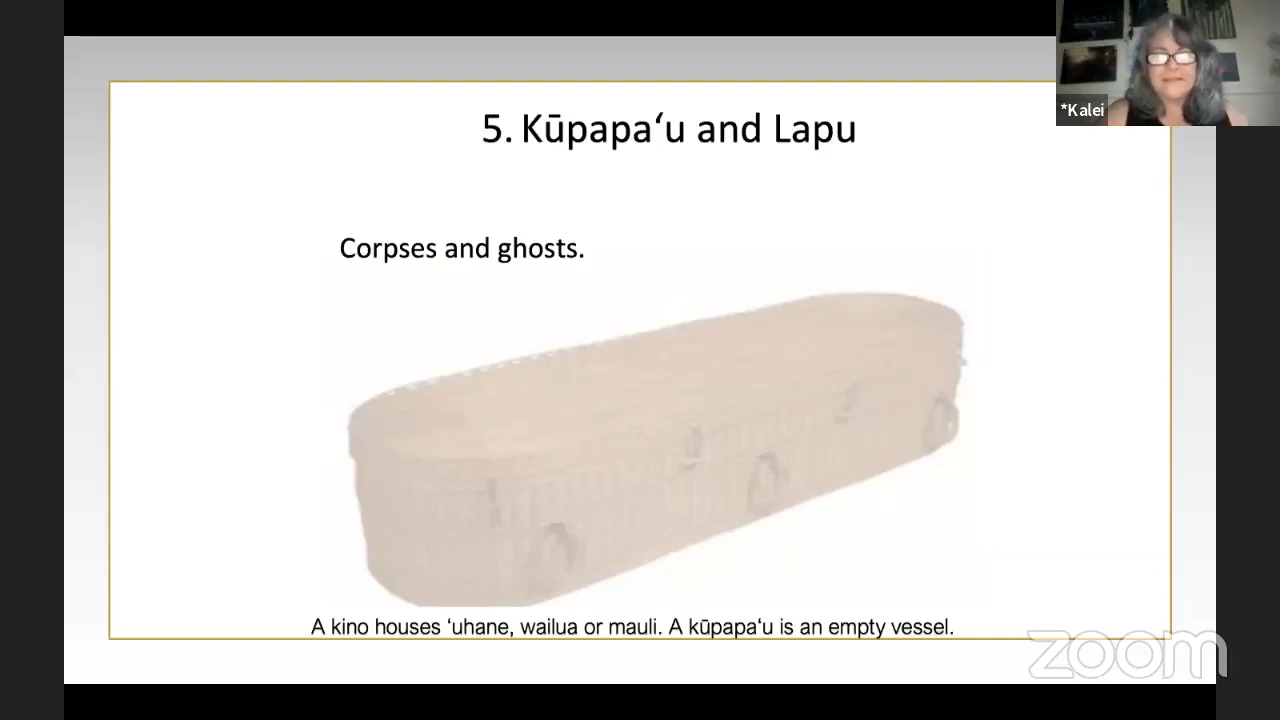 5. Kūpapaʻu and Lapu
*Kalei
Corpses and ghosts.
A kino houses ʻuhane, wailua or mauli. A kūpapaʻu is an empty vessel.
zoom